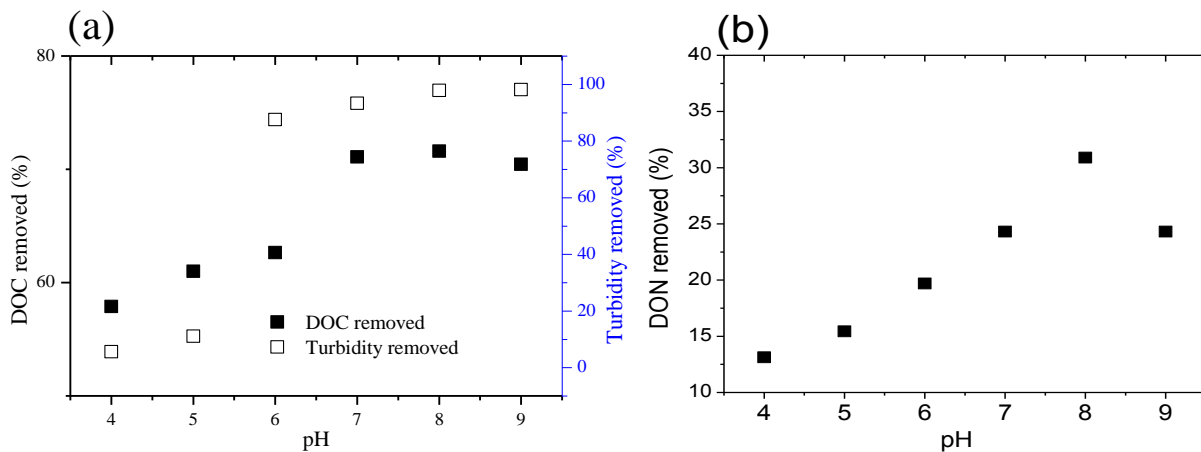 (a)
80
60
DOC removed (%)
100
80
60
40
20
0
Turbidity removed (%)
DOC removed
Turbidity removed
4 5 6 7 8 9
pH
(b)
40
35
30
25
20
15
10
DON removed (%)
4 5 6 7 8 9
pH